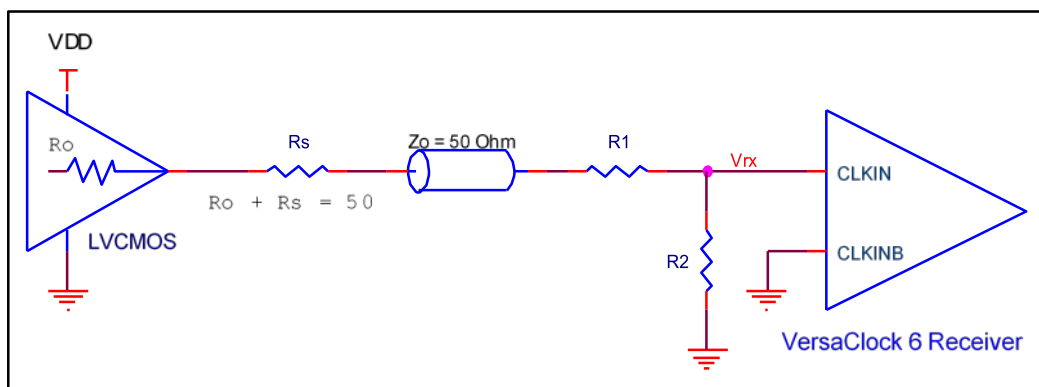 VDD
Ro
Rs
Zo = 50 Ohm
R1
Vrx
CLKIN
Ro + Rs = 50
LVCMOS
R2
CLKINB
VersaClock 6 Receiver